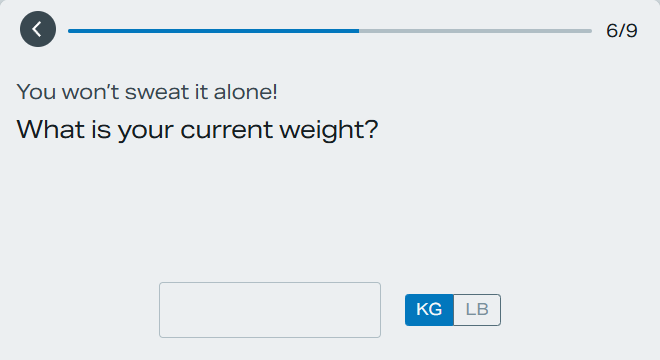 6/9
You won't sweat it alone!
What is your current weight?
KG LB